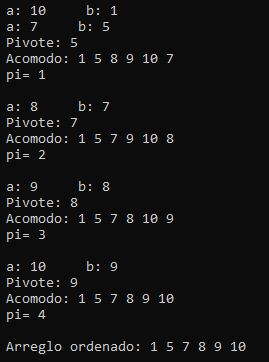 a: 10     b: 1
a: 7     b: 5
Pivote: 5
Acomodo: 1 5 8 9 10 7
pi= 1

a: 8     b: 7
Pivote: 7
Acomodo: 1 5 7 9 10 8
pi= 2

a: 9     b: 8
Pivote: 8
Acomodo: 1 5 7 8 10 9
pi= 3

a: 10     b: 9
Pivote: 9
Acomodo: 1 5 7 8 9 10
pi= 4

Arreglo ordenado: 1 5 7 8 9 10